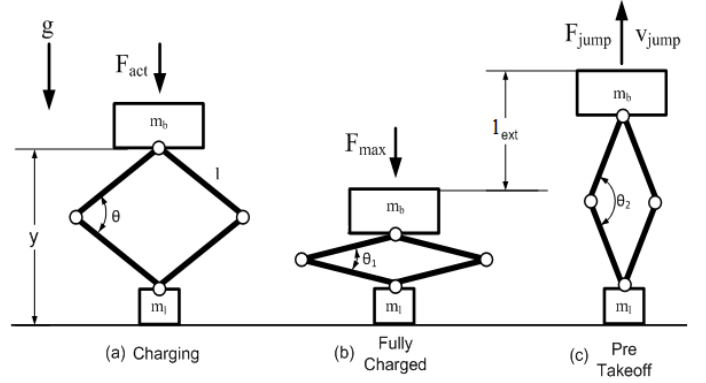 g
F_act
m_b
l
θ
y
m_l
(a) Charging
F_max
m_b
θ_1
m_l
(b) Fully
Charged
l_ext
F_jump v_jump
m_b
θ_2
m_l
(c) Pre
Takeoff